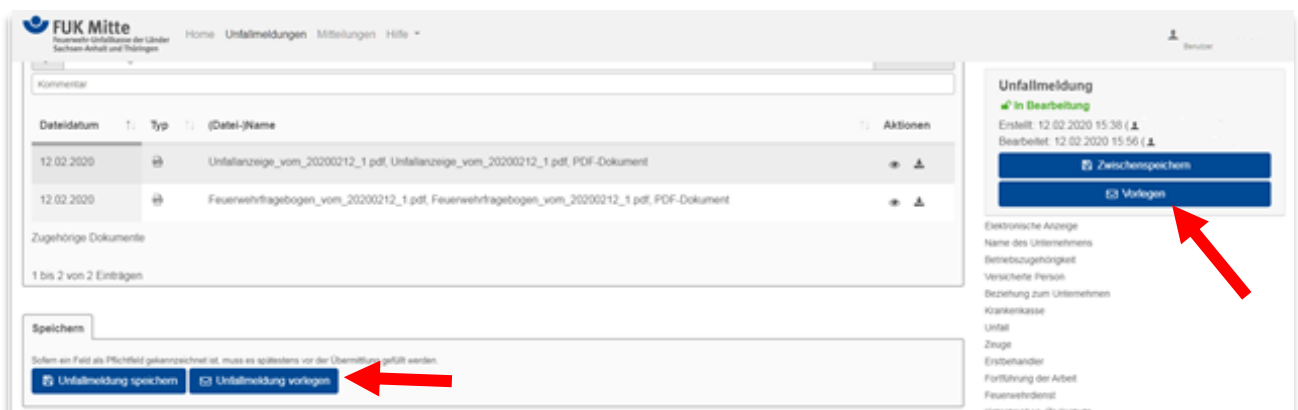 FUK Mitte
Feuerwehr-Unfallkasse der Länder
Sachsen-Anhalt und Thüringen
Home Unfallmeldungen Mitteilungen Hilfe
Benutzer
Kommentar
Dateidatum Typ (Datei-)Name Aktionen
12.02.2020 Unfallanzeige_vom_20200212_1.pdf, Unfallanzeige_vom_20200212_1.pdf, PDF-Dokument
12.02.2020 Feuerwehrfragebogen_vom_20200212_1.pdf, Feuerwehrfragebogen_vom_20200212_1.pdf, PDF-Dokument
Zugehörige Dokumente
1 bis 2 von 2 Einträgen
Speichern
Sofern ein Feld als Pflichtfeld gekennzeichnet ist, muss es spätestens vor der Übermittlung gefüllt werden.
Unfallmeldung speichern Unfallmeldung vorlegen
Unfallmeldung
In Bearbeitung
Erstellt: 12.02.2020 15:38 (
Bearbeitet: 12.02.2020 15:56 (
Zwischenspeichern
Vorlegen
Elektronische Anzeige
Name des Unternehmens
Betriebszugehörigkeit
Versicherte Person
Beziehung zum Unternehmen
Krankenkasse
Unfall
Zeuge
Erstbehandler
Fortführung der Arbeit
Feuerwehrdienst